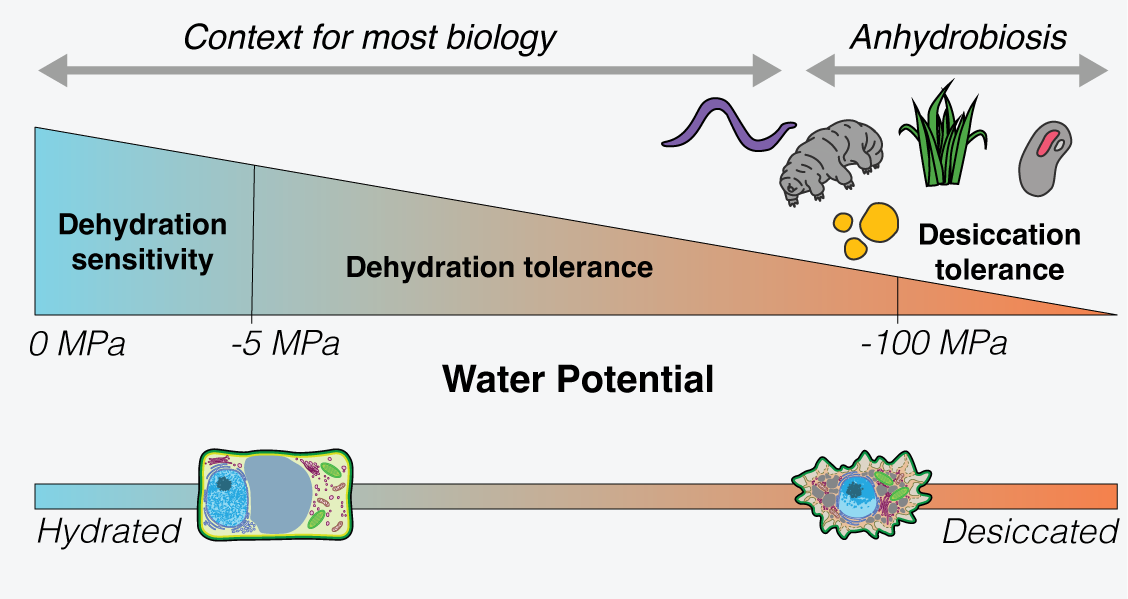 Context for most biology
Anhydrobiosis
Dehydration
sensitivity
Dehydration tolerance
Desiccation
tolerance
0 MPa
-5 MPa
-100 MPa
Water Potential
Hydrated
Desiccated